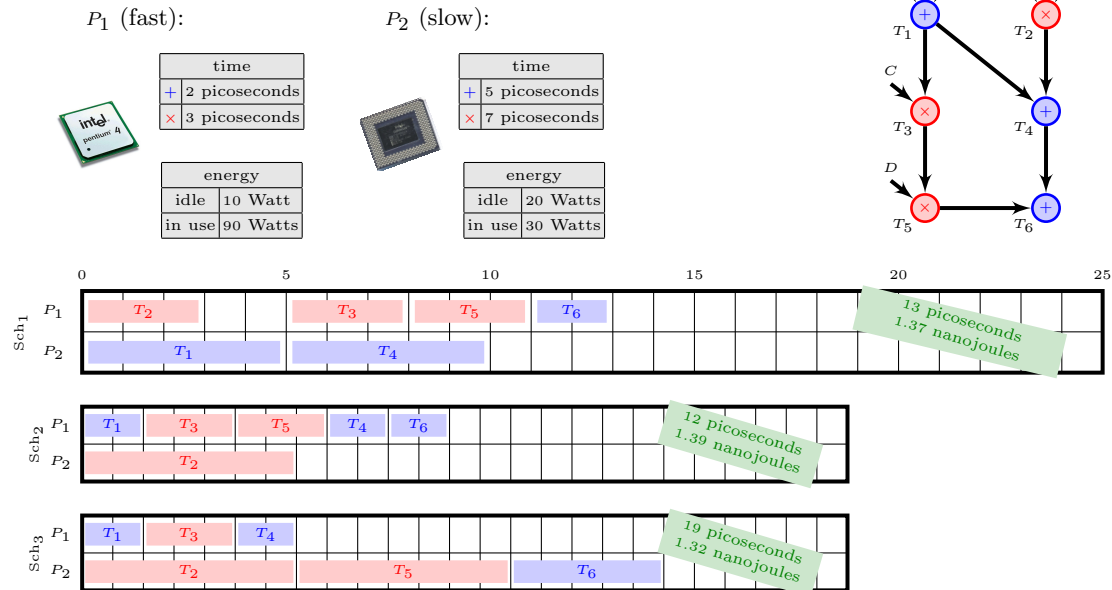 P₁ (fast):
time
+ 2 picoseconds
× 3 picoseconds
intel
pentium 4
energy
idle 10 Watt
in use 90 Watts
P₂ (slow):
time
+ 5 picoseconds
× 7 picoseconds
energy
idle 20 Watts
in use 30 Watts
+ ×
T₁ T₂
C
× +
T₃ T₄
D
× +
T₅ T₆
0 5 10 15 20 25
Sch₁
P₁ T₂ T₃ T₅ T₆
P₂ T₁ T₄
13 picoseconds
1.37 nanojoules
Sch₂
P₁ T₁ T₃ T₅ T₄ T₆
P₂ T₂
12 picoseconds
1.39 nanojoules
Sch₃
P₁ T₁ T₃ T₄
P₂ T₂ T₅ T₆
19 picoseconds
1.32 nanojoules